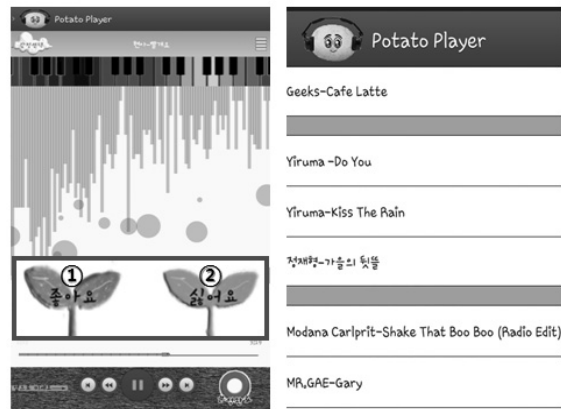 Potato Player
①
좋아요
②
싫어요
Potato Player
Geeks-Cafe Latte
Yiruma -Do You
Yiruma-Kiss The Rain
정재형-가을의 뒷뜰
Modana Carlprit-Shake That Boo Boo (Radio Edit)
MR.GAE-Gary